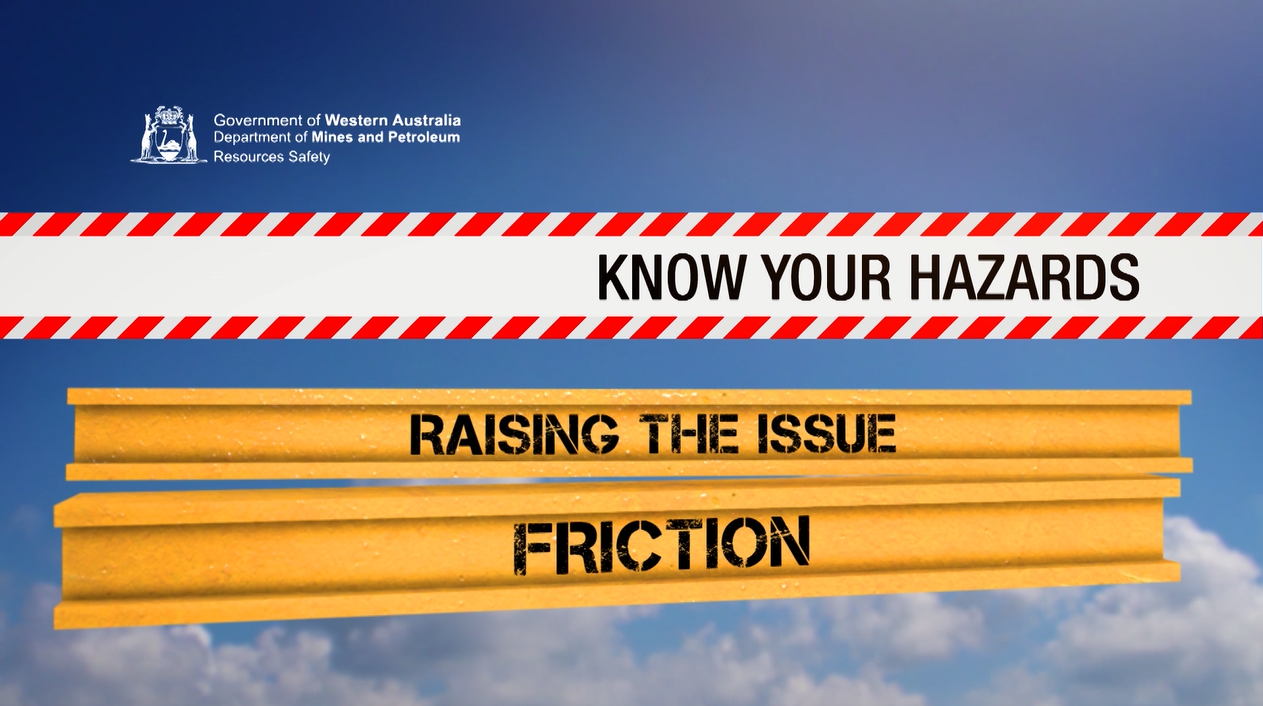 Government of Western Australia
Department of Mines and Petroleum
Resources Safety
KNOW YOUR HAZARDS
RAISING THE ISSUE
FRICTION